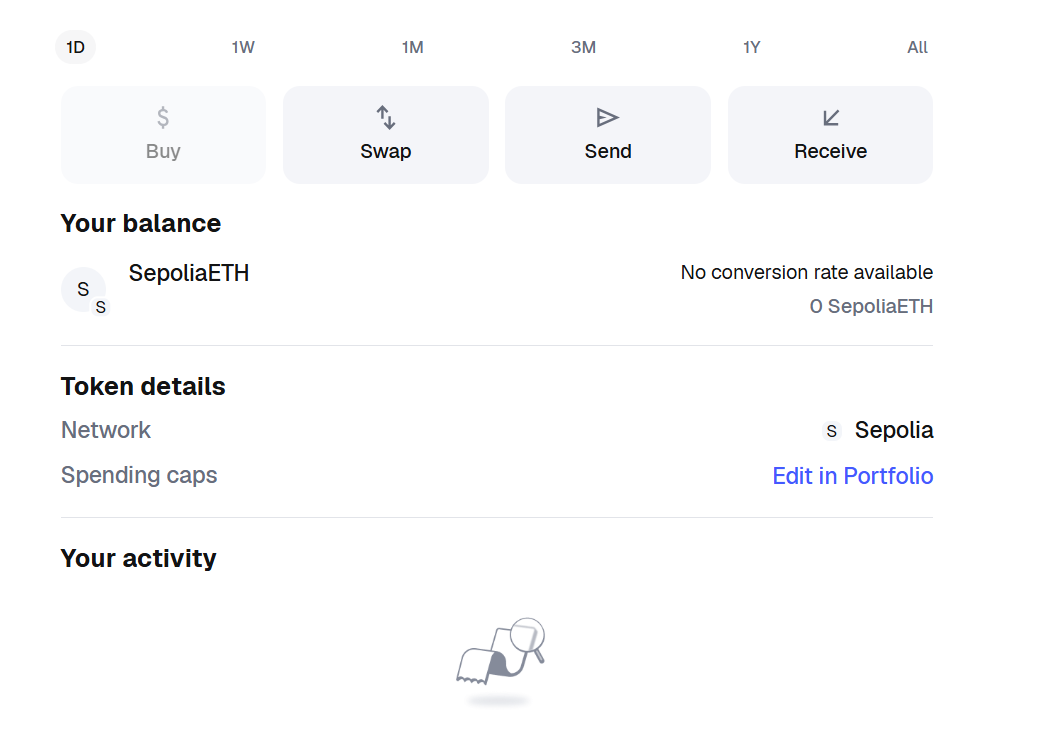 1D 1W 1M 3M 1Y All
$
Buy Swap Send Receive
Your balance
S S SepoliaETH No conversion rate available
0 SepoliaETH
Token details
Network S Sepolia
Spending caps Edit in Portfolio
Your activity